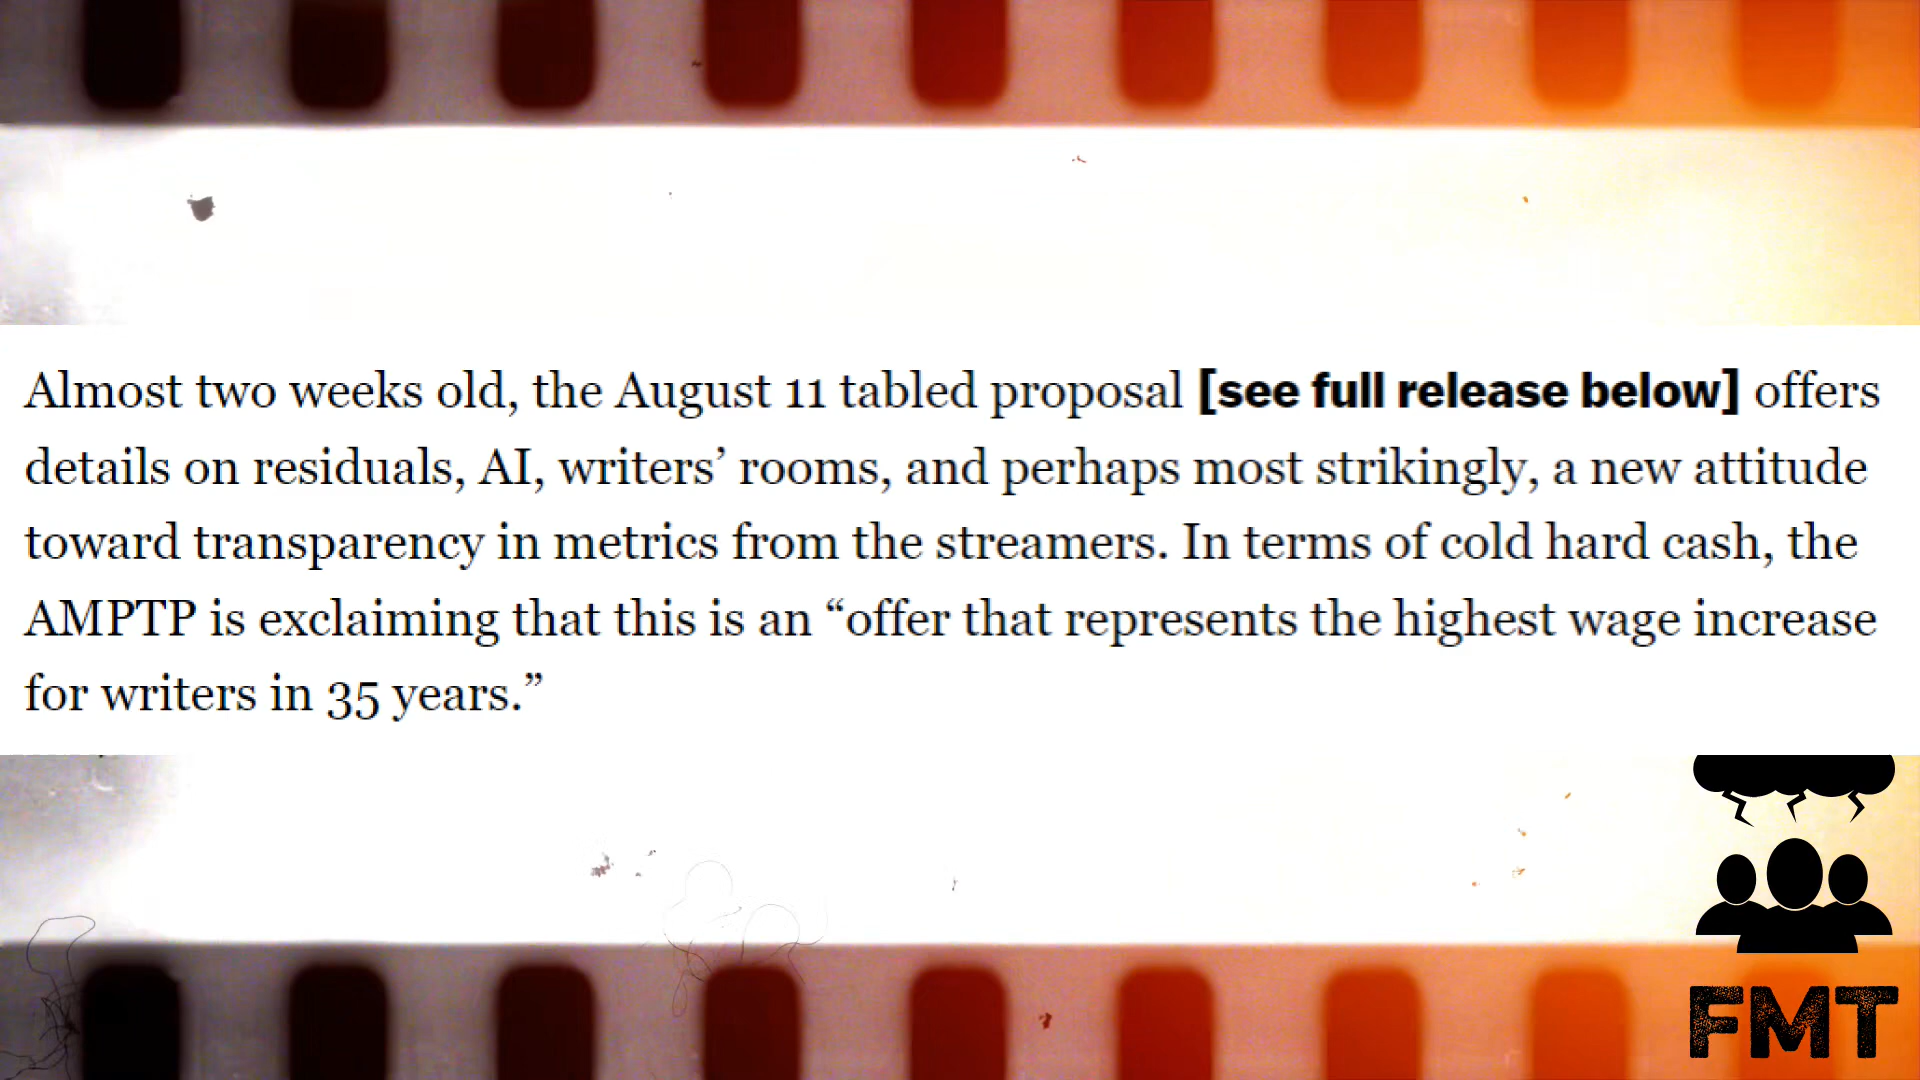 Almost two weeks old, the August 11 tabled proposal [see full release below] offers
details on residuals, AI, writers’ rooms, and perhaps most strikingly, a new attitude
toward transparency in metrics from the streamers. In terms of cold hard cash, the
AMPTP is exclaiming that this is an “offer that represents the highest wage increase
for writers in 35 years.”
FMT